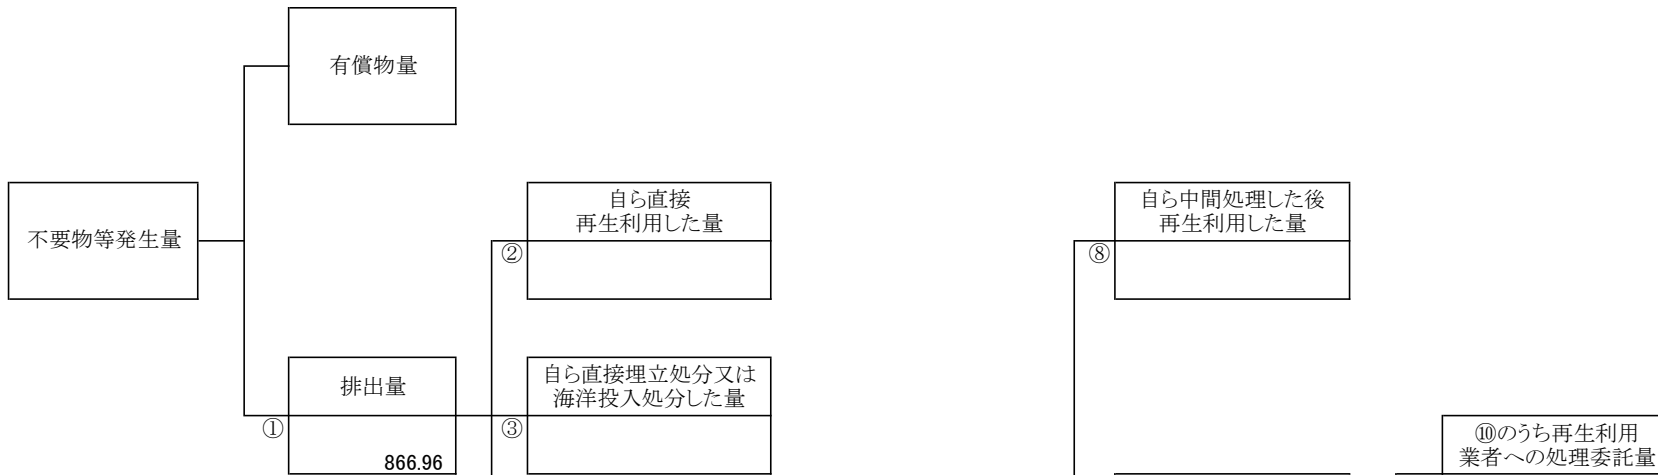 有償物量
不要物等発生量
自ら直接
再生利用した量
②
自ら中間処理した後
再生利用した量
⑧
排出量
①
866.96
自ら直接埋立処分又は
海洋投入処分した量
③
⑩のうち再生利用
業者への処理委託量